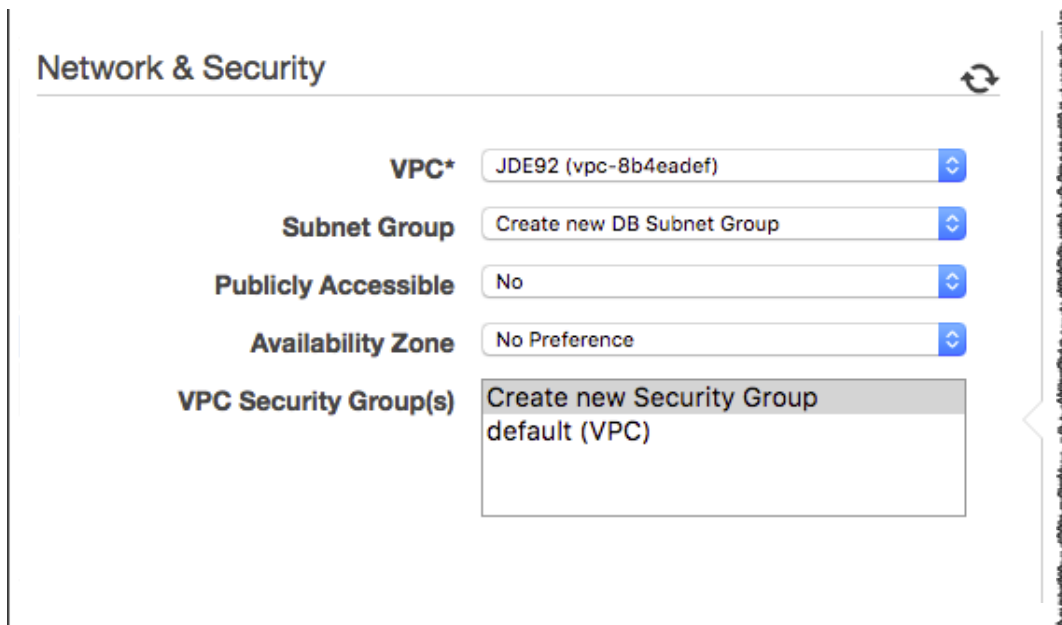 Network & Security
VPC* JDE92 (vpc-8b4eadef)
Subnet Group Create new DB Subnet Group
Publicly Accessible No
Availability Zone No Preference
VPC Security Group(s) Create new Security Group
default (VPC)